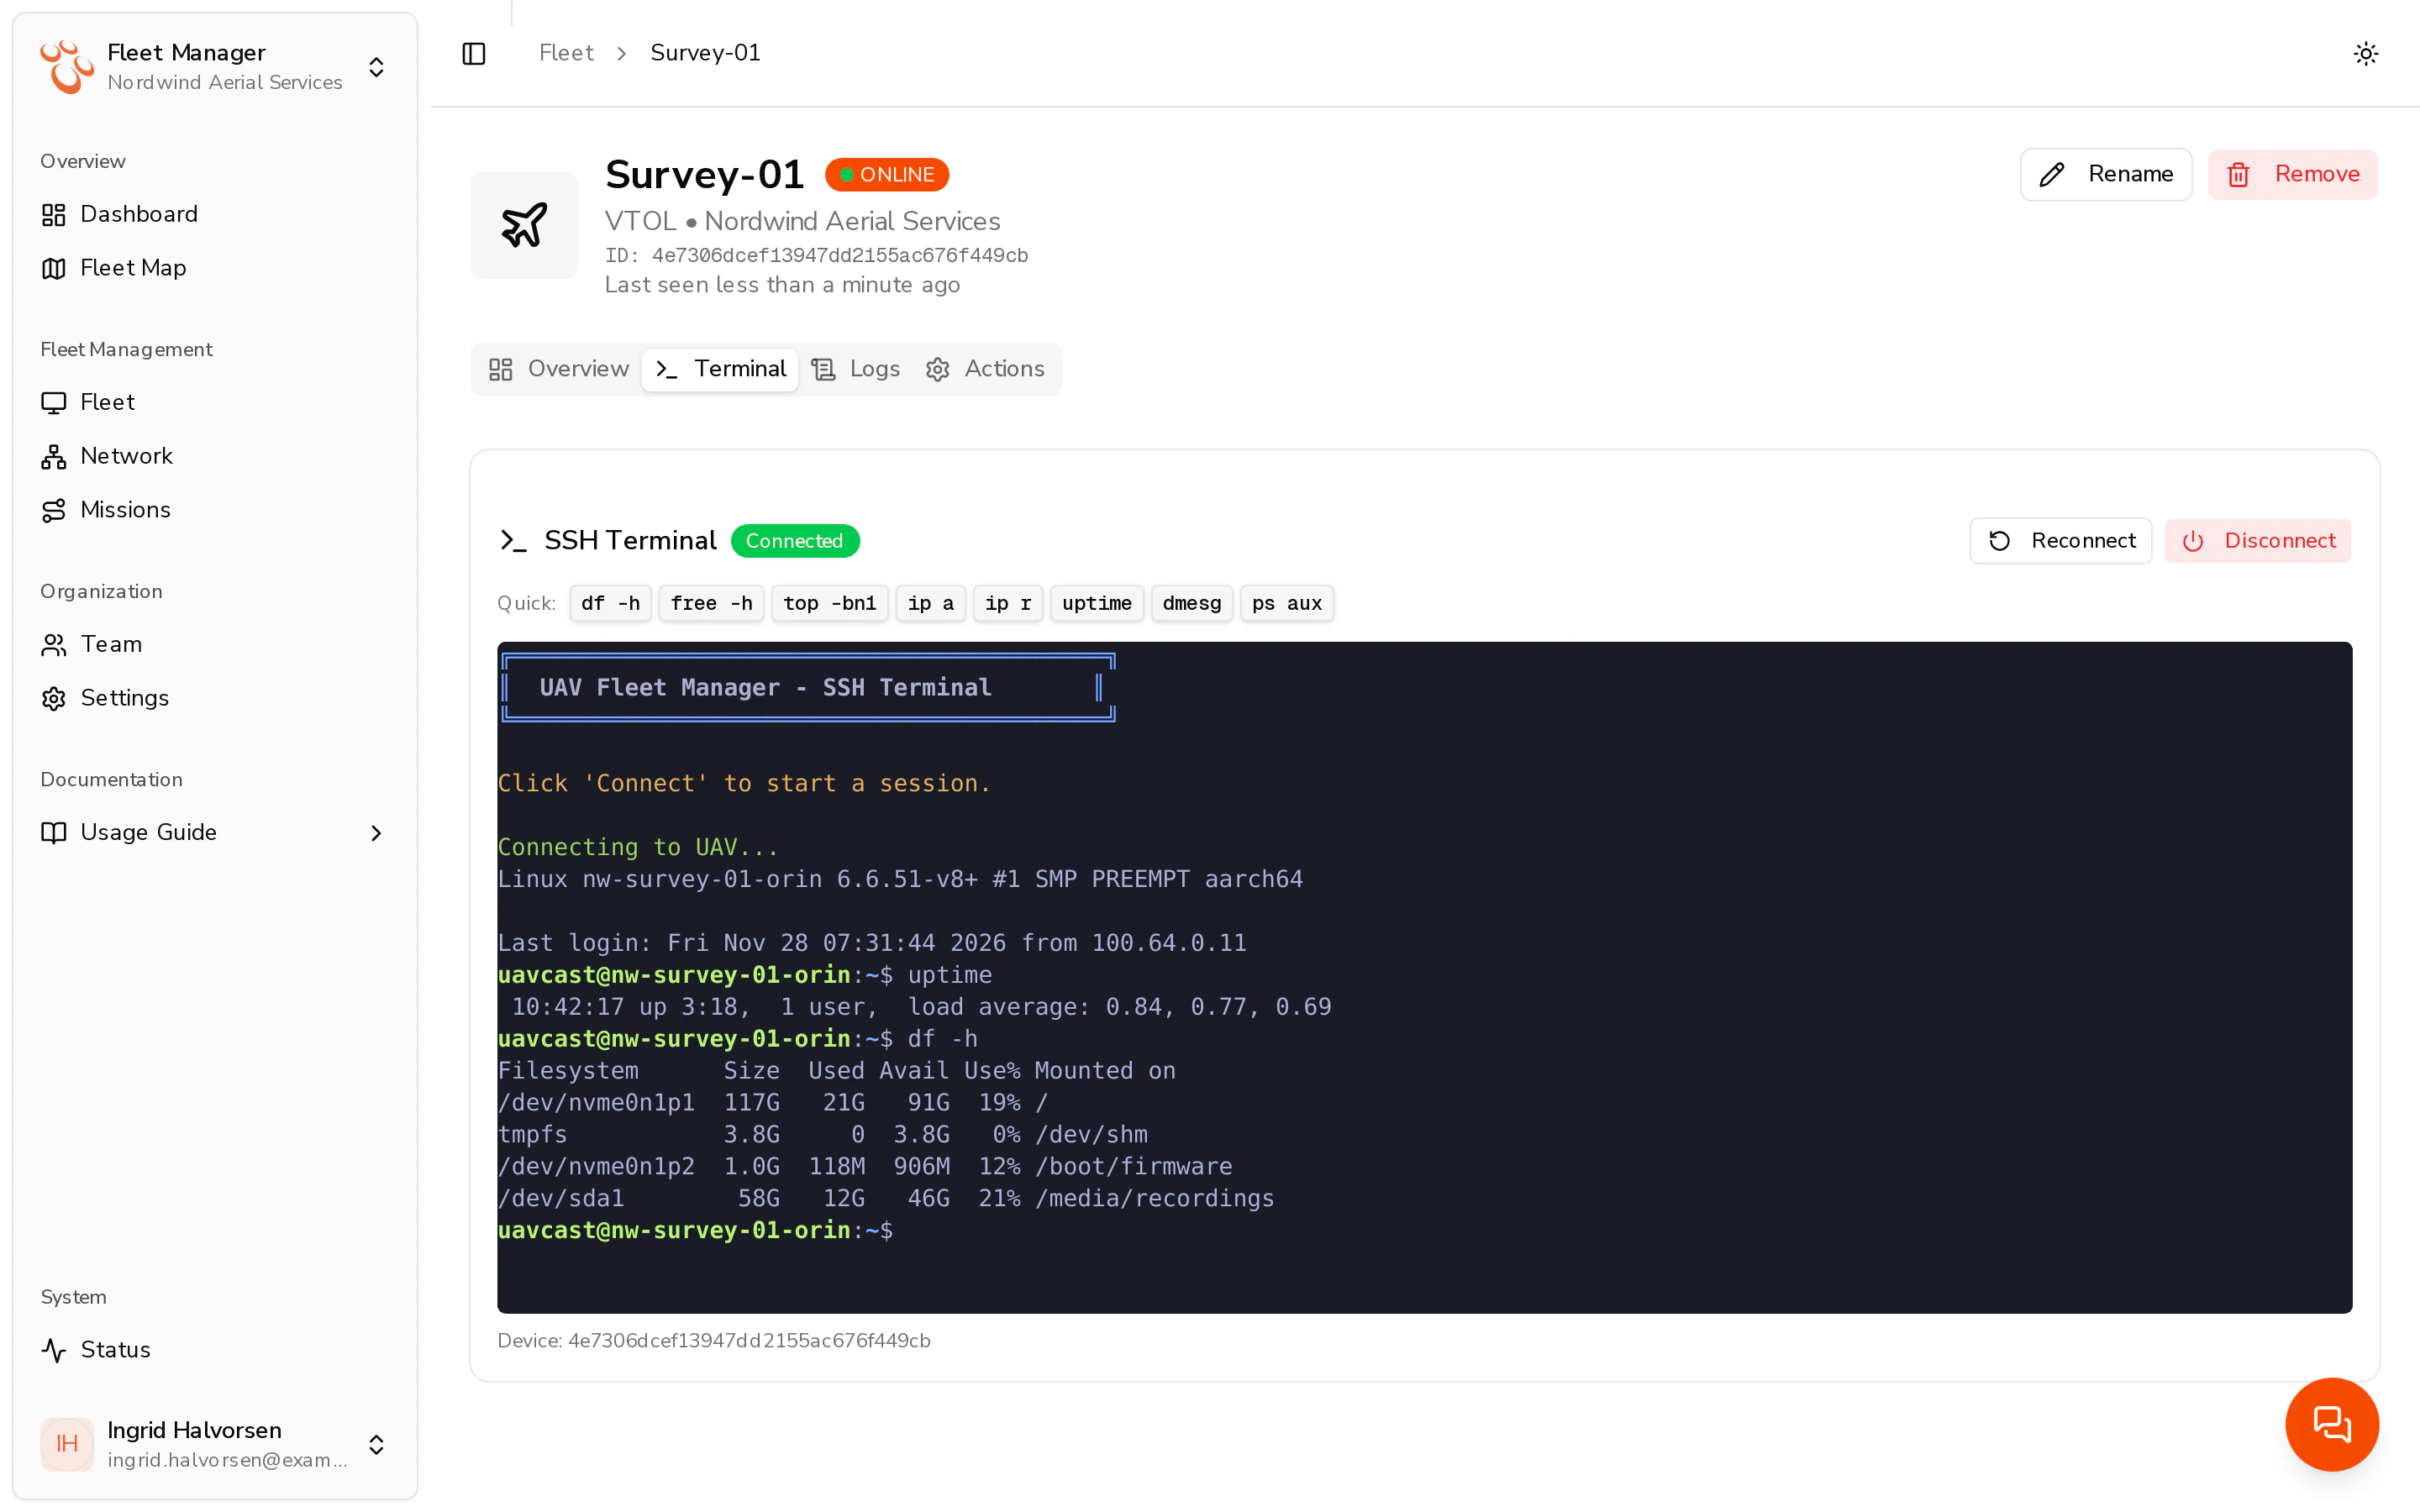 Fleet Manager
Nordwind Aerial Services
Overview
Dashboard
Fleet Map
Fleet Management
Fleet
Network
Missions
Organization
Team
Settings
Documentation
Usage Guide
System
Status
IH
Ingrid Halvorsen
ingrid.halvorsen@exam...
Fleet > Survey-01
Survey-01 ONLINE
VTOL • Nordwind Aerial Services
ID: 4e7306dcef13947dd2155ac676f449cb
Last seen less than a minute ago
Rename Remove
Overview Terminal Logs Actions
SSH Terminal Connected
Reconnect Disconnect
Quick: df -h free -h top -bn1 ip a ip r uptime dmesg ps aux
UAV Fleet Manager - SSH Terminal
Click 'Connect' to start a session.
Connecting to UAV...
Linux nw-survey-01-orin 6.6.51-v8+ #1 SMP PREEMPT aarch64
Last login: Fri Nov 28 07:31:44 2026 from 100.64.0.11
uavcast@nw-survey-01-orin:~$ uptime
10:42:17 up 3:18,  1 user,  load average: 0.84, 0.77, 0.69
uavcast@nw-survey-01-orin:~$ df -h
Filesystem      Size  Used Avail Use% Mounted on
/dev/nvme0n1p1  117G   21G   91G  19% /
tmpfs           3.8G     0  3.8G   0% /dev/shm
/dev/nvme0n1p2  1.0G  118M  906M  12% /boot/firmware
/dev/sda1        58G   12G   46G  21% /media/recordings
uavcast@nw-survey-01-orin:~$
Device: 4e7306dcef13947dd2155ac676f449cb